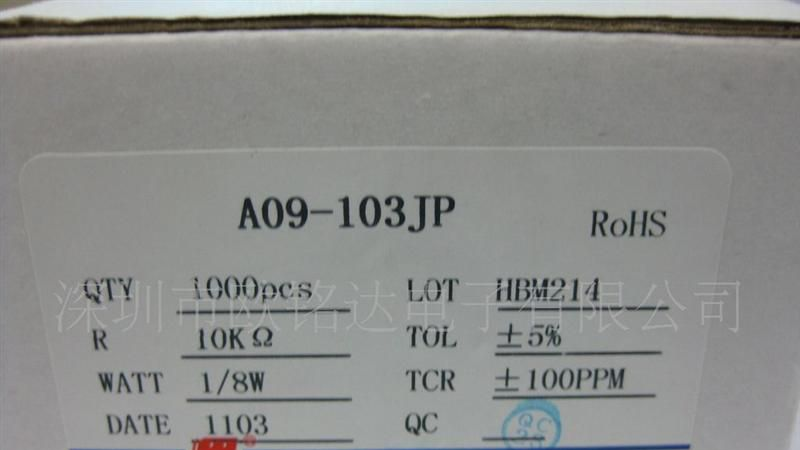 A09-103JP
RoHS
QTY 1000pcs LOT HBM214
深圳市欧铭达电子有限公司
R 10KΩ TOL ±5%
WATT 1/8W TCR ±100PPM
DATE 1103 QC
QC